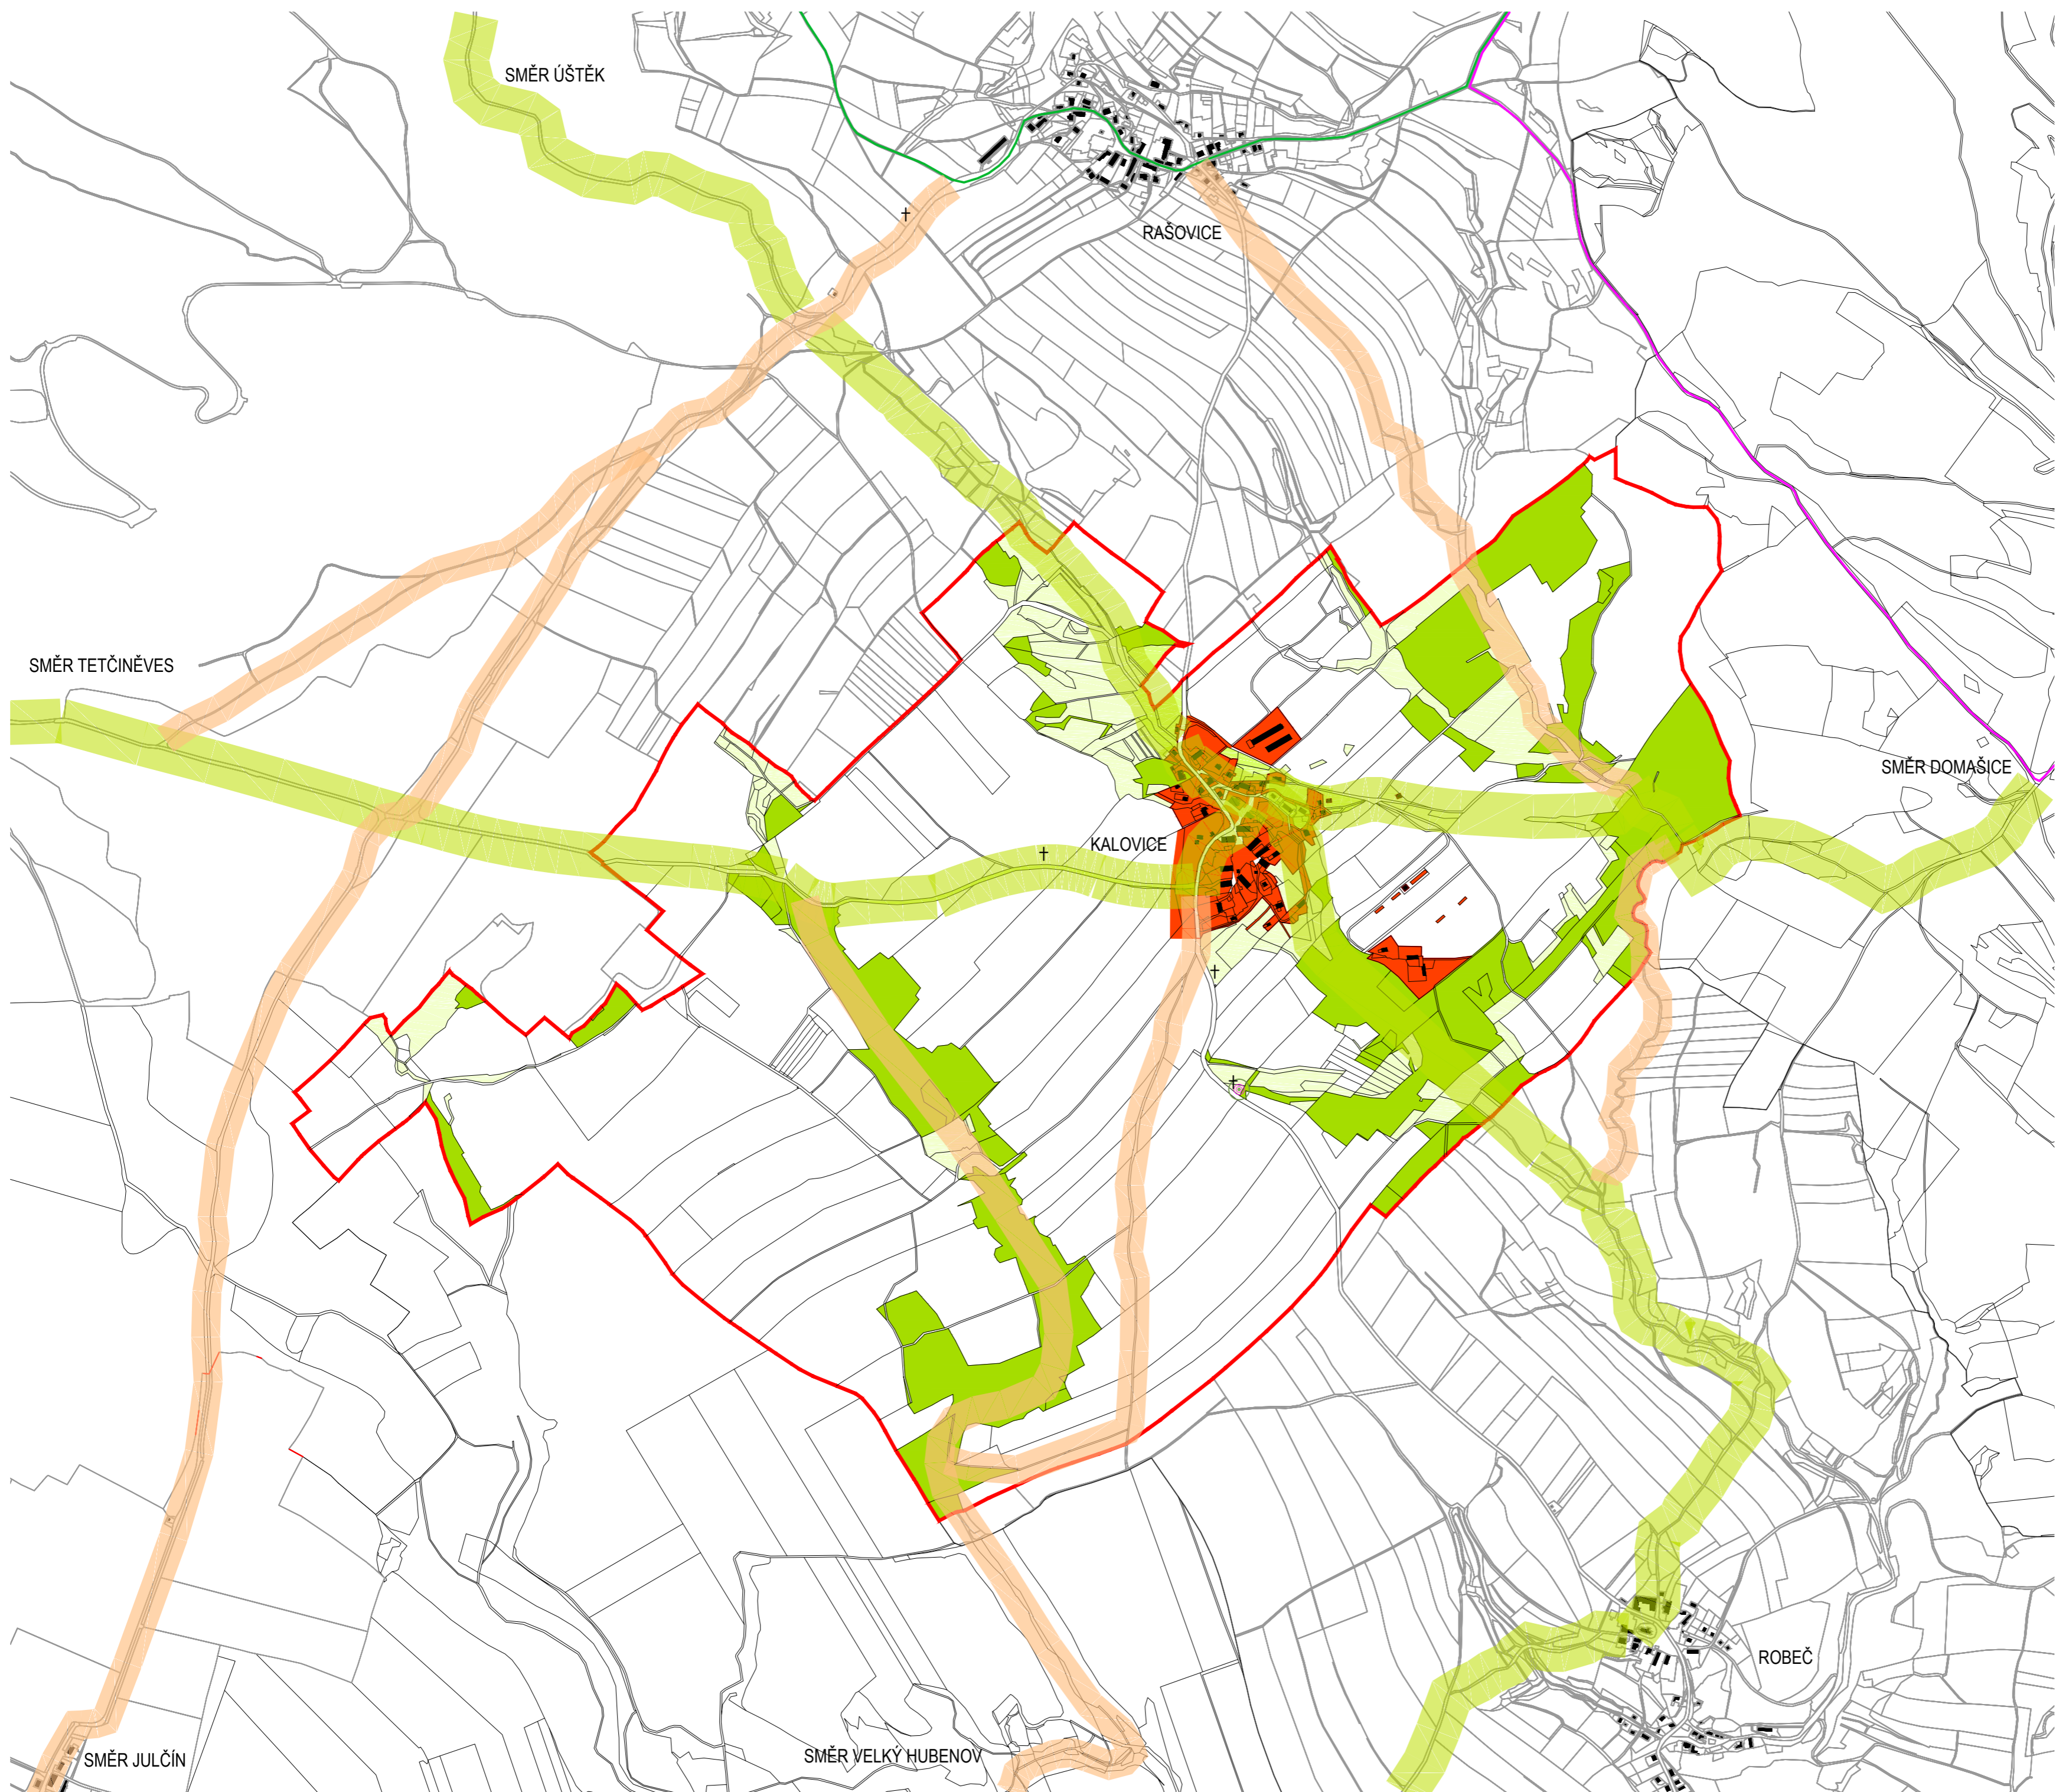 SMĚR ÚŠTĚK
RAŠOVICE
SMĚR TETČINĚVES
SMĚR DOMAŠICE
KALOVICE
ROBEČ
SMĚR VELKÝ HUBENOV
SMĚR JULČÍN